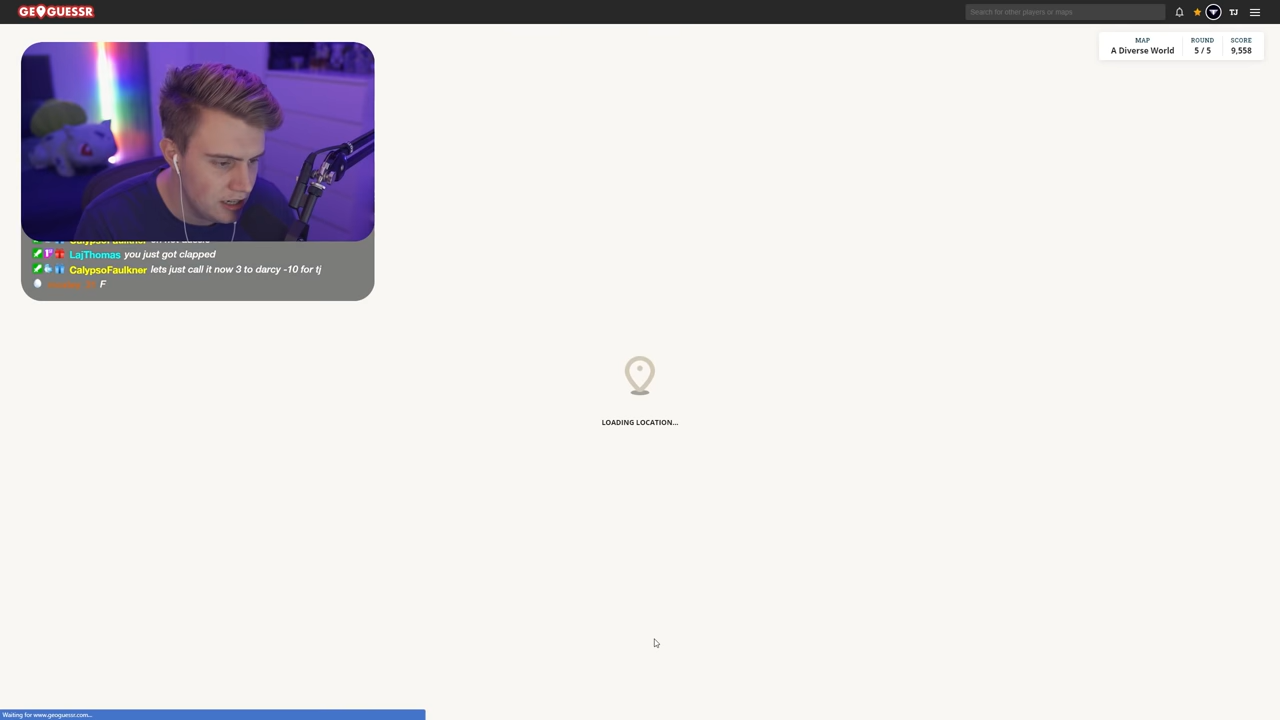 GEOGUESSR
Search for other players or maps
TJ
MAP
A Diverse World
ROUND
5 / 5
SCORE
9,558
LajThomas you just got clapped
CalypsoFaulkner lets just call it now 3 to darcy -10 for tj
F
LOADING LOCATION...
Waiting for www.geoguessr.com...